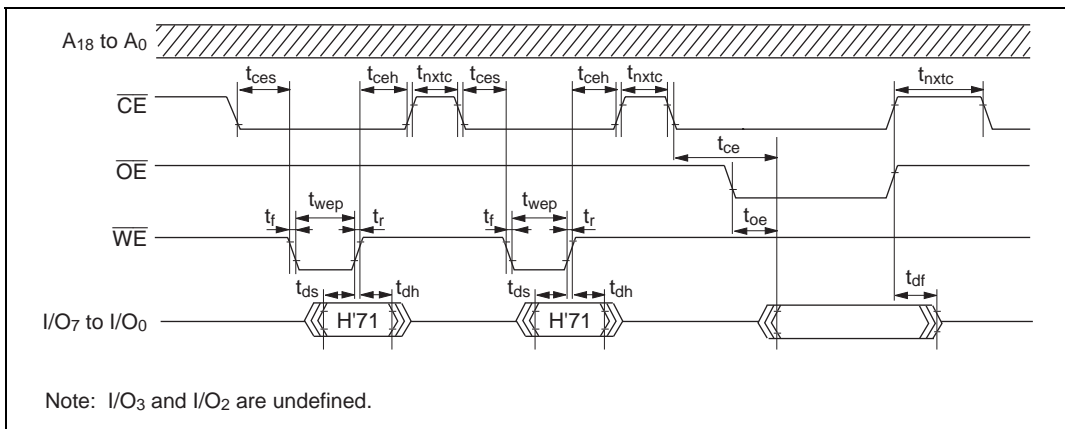 A18 to A0
tces tceh tnxtc tces tceh tnxtc tnxtc
CE
tce
OE
twep twep
tf tr tf tr toe
WE
tds tdh tds tdh tdf
I/O7 to I/O0 H'71 H'71
Note: I/O3 and I/O2 are undefined.